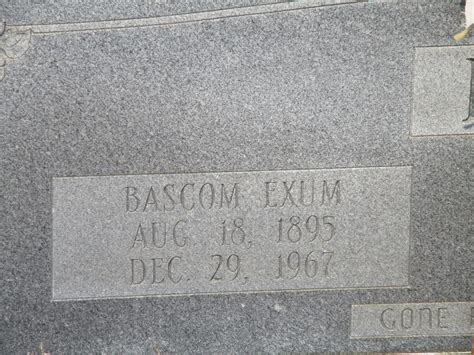 BASCOM EXUM
AUG. 18, 1895
DEC. 29, 1967
GONE